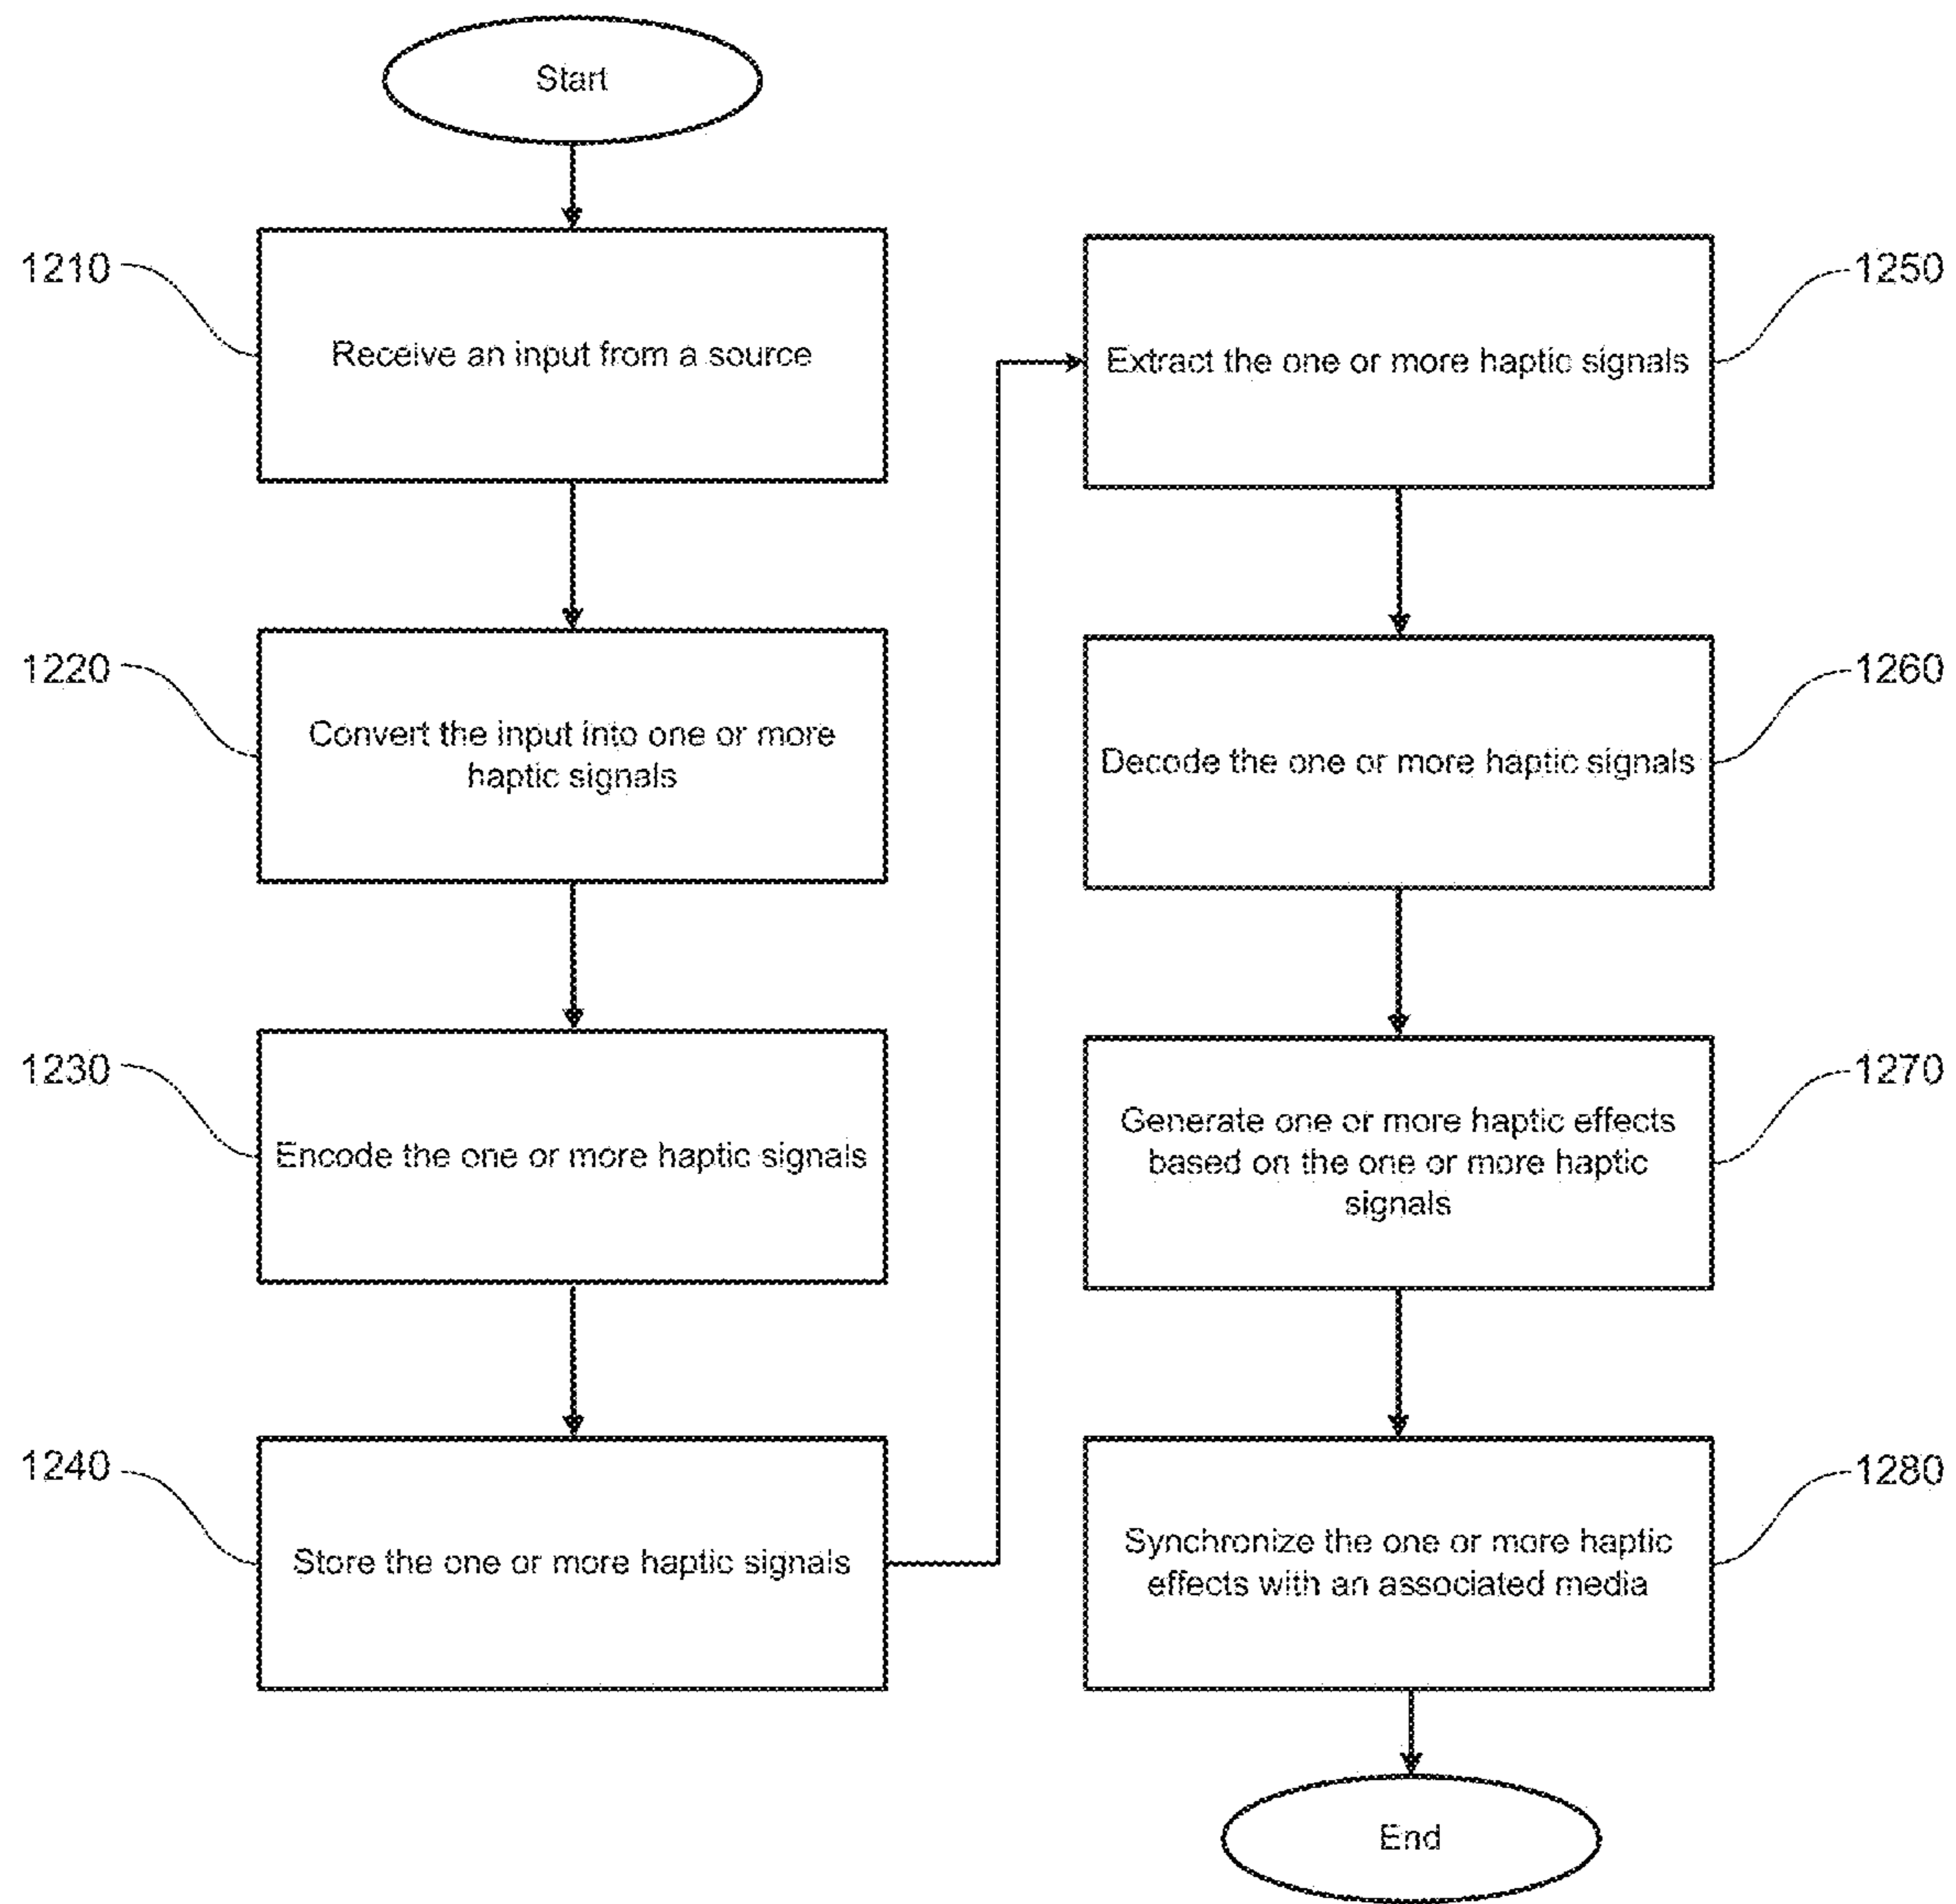 Start
1210
Receive an input from a source
1220
Convert the input into one or more
haptic signals
1230
Encode the one or more haptic signals
1240
Store the one or more haptic signals
1250
Extract the one or more haptic signals
1260
Decode the one or more haptic signals
1270
Generate one or more haptic effects
based on the one or more haptic
signals
1280
Synchronize the one or more haptic
effects with an associated media
End